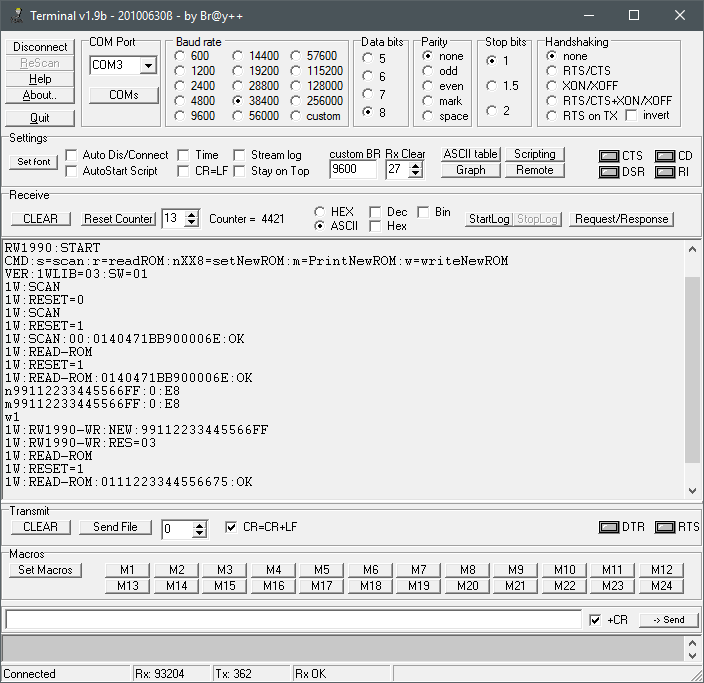 Terminal v1.9b - 20100630ß - by Br@y++
Disconnect
ReScan
Help
About..
Quit
COM Port
COM3
COMs
Baud rate
600 14400 57600
1200 19200 115200
2400 28800 128000
4800 38400 256000
9600 56000 custom
Data bits
5
6
7
8
Parity
none
odd
even
mark
space
Stop bits
1
1.5
2
Handshaking
none
RTS/CTS
XON/XOFF
RTS/CTS+XON/XOFF
RTS on TX invert
Settings
Set font
Auto Dis/Connect Time Stream log
AutoStart Script CR=LF Stay on Top
custom BR Rx Clear
9600 27
ASCII table Scripting
Graph Remote
CTS CD
DSR RI
Receive
CLEAR Reset Counter 13 Counter = 4421
HEX Dec Bin
ASCII Hex
StartLog StopLog Request/Response
RW1990:START
CMD:s=scan:r=readROM:nXX8=setNewROM:m=PrintNewROM:w=writeNewROM
VER:1WLIB=03:SW=01
1W:SCAN
1W:RESET=0
1W:SCAN
1W:RESET=1
1W:SCAN:00:0140471BB900006E:OK
1W:READ-ROM
1W:RESET=1
1W:READ-ROM:0140471BB900006E:OK
n99112233445566FF:0:E8
m99112233445566FF:0:E8
w1
1W:RW1990-WR:NEW:99112233445566FF
1W:RW1990-WR:RES=03
1W:READ-ROM
1W:RESET=1
1W:READ-ROM:0111223344556675:OK
Transmit
CLEAR Send File 0 CR=CR+LF DTR RTS
Macros
Set Macros M1 M2 M3 M4 M5 M6 M7 M8 M9 M10 M11 M12
M13 M14 M15 M16 M17 M18 M19 M20 M21 M22 M23 M24
+CR -> Send
Connected Rx: 93204 Tx: 362 Rx OK